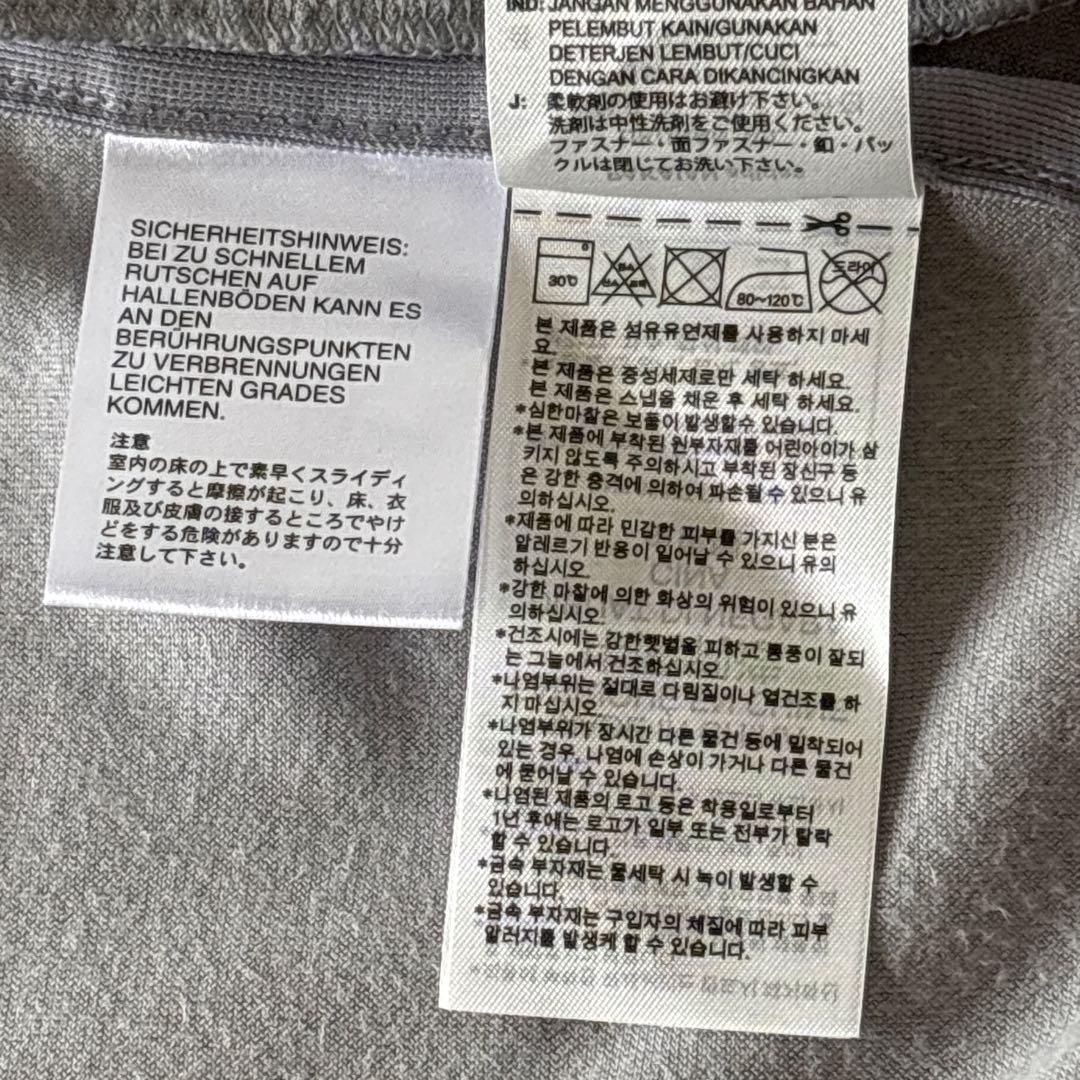 IND: JANGAN MENGGUNAKAN BAHAN
PELEMBUT KAIN/GUNAKAN
DETERJEN LEMBUT/CUCI
DENGAN CARA DIKANCINGKAN
J: 柔軟剤の使用はお避け下さい。
洗剤は中性洗剤をご使用ください。
ファスナー・面ファスナー・釦・バッ
クルは閉じてお洗い下さい。
SICHERHEITSHINWEIS:
BEI ZU SCHNELLEM
RUTSCHEN AUF
HALLENBÖDEN KANN ES
AN DEN
BERÜHRUNGSPUNKTEN
ZU VERBRENNUNGEN
LEICHTEN GRADES
KOMMEN.
注意
室内の床の上で素早くスライディ
ングすると摩擦が起こり、床、衣
服及び皮膚の接するところでやけ
どをする危険がありますので十分
注意して下さい。
30℃
80~120℃
드라이
본 제품은 섬유유연제를 사용하지 마세
요.
본 제품은 중성세제로만 세탁 하세요.
본 제품은 스냅을 채운 후 세탁 하세요.
*심한마찰은 보풀이 발생할수 있습니다.
*본 제품에 부착된 원부자재를 어린아이가 삼
키지 않도록 주의하시고 부착된 장신구 등
은 강한 충격에 의하여 파손될 수 있으니 유
의하십시오.
*제품에 따라 민감한 피부를 가지신 분은
알레르기 반응이 일어날 수 있으니 유의
하십시오.
*강한 마찰에 의한 화상의 위험이 있으니 유
의하십시오.
*건조시에는 강한햇볕을 피하고 통풍이 잘되
는 그늘에서 건조하십시오.
*나염부위는 절대로 다림질이나 열건조를 하
지 마십시오.
*나염부위가 장시간 다른 물건 등에 밀착되어
있는 경우, 나염에 손상이 가거나 다른 물건
에 묻어날 수 있습니다.
*나염된 제품의 로고 등은 착용일로부터
1년 후에는 로고가 일부 또는 전부가 탈락
할 수 있습니다.
*금속 부자재는 물세탁 시 녹이 발생할 수
있습니다.
*금속 부자재는 구입자의 체질에 따라 피부
알러지를 발생케 할 수 있습니다.